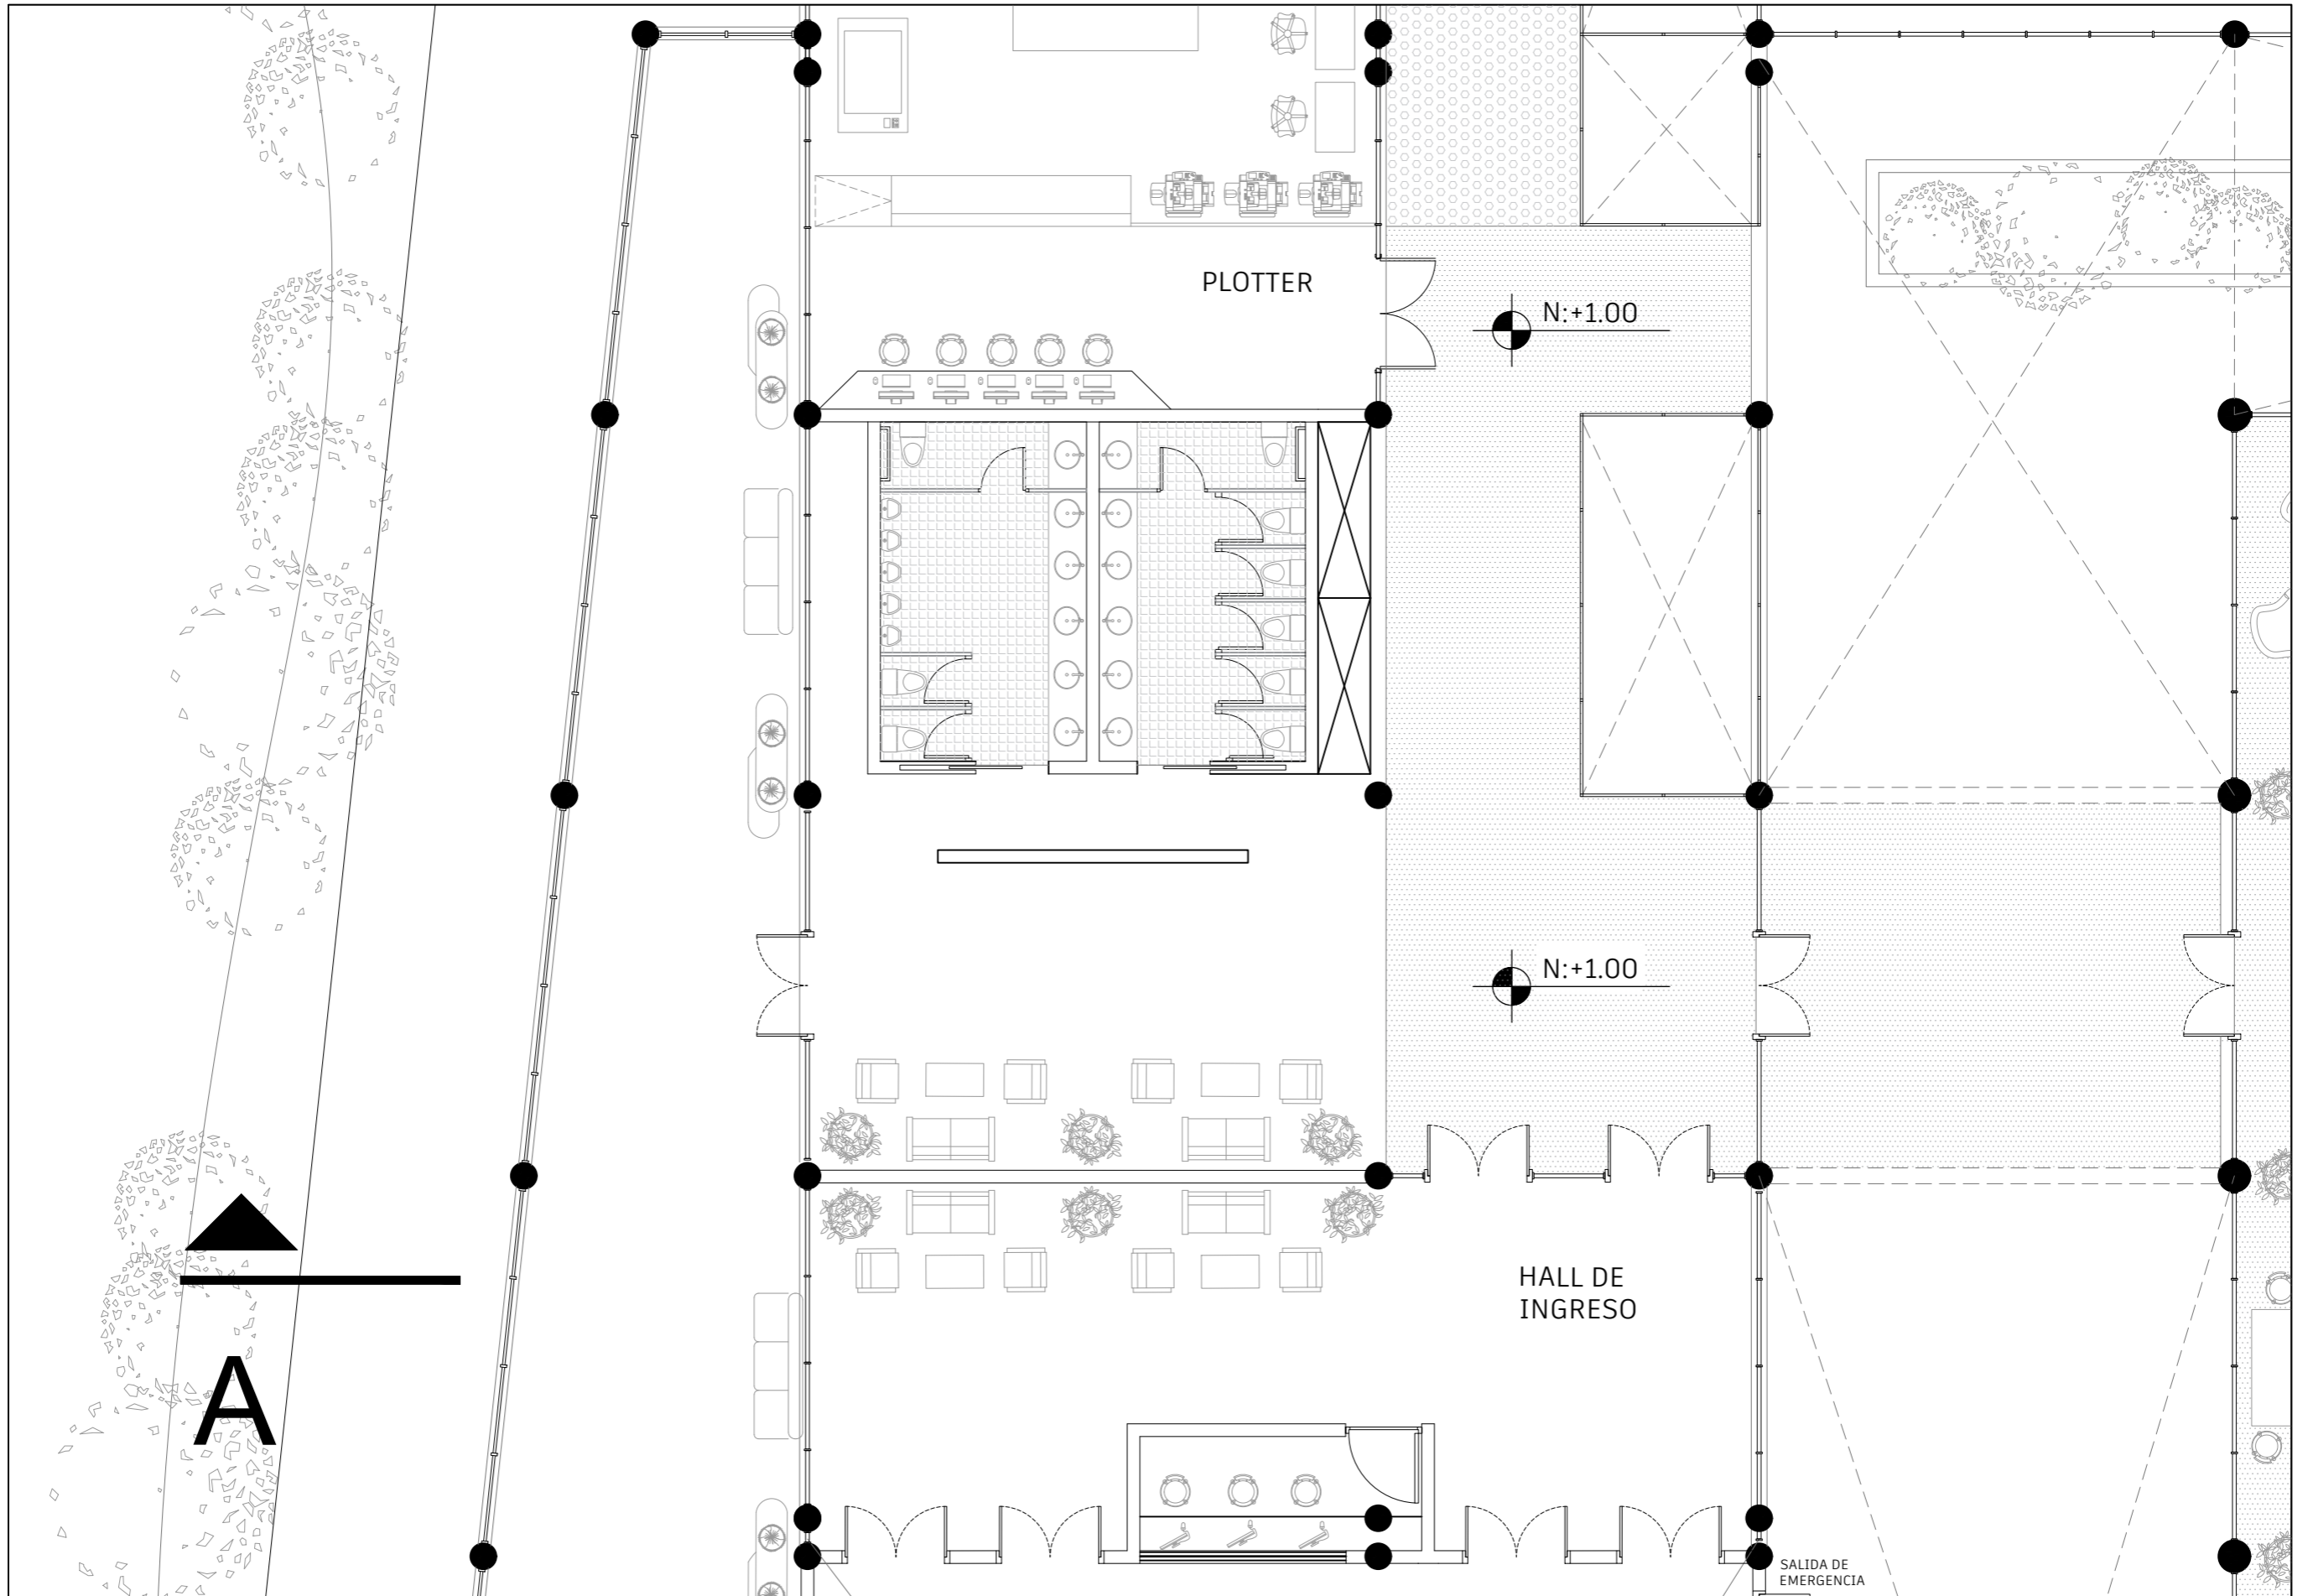 PLOTTER
N:+1.00
N:+1.00
HALL DE
INGRESO
A
SALIDA DE
EMERGENCIA